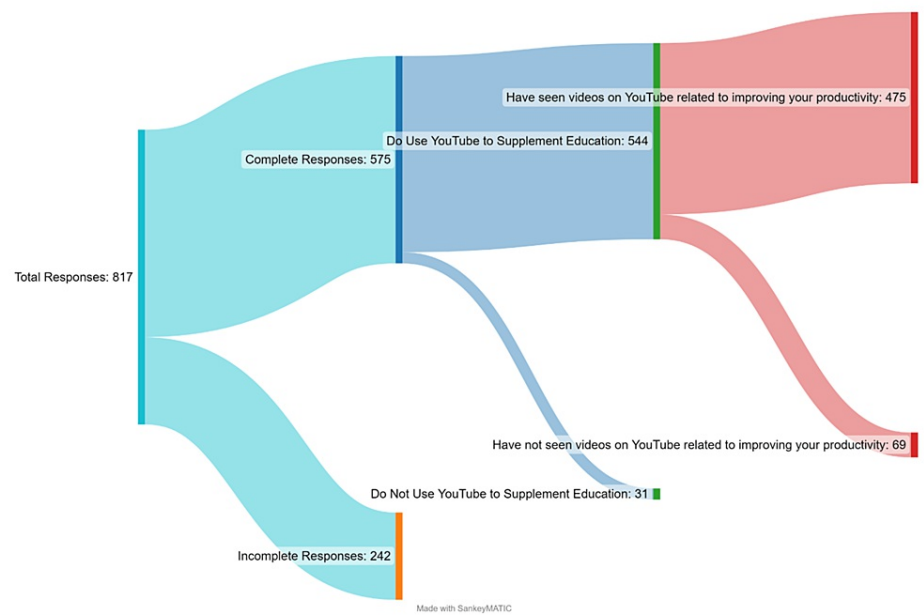 Have seen videos on YouTube related to improving your productivity: 475
Do Use YouTube to Supplement Education: 544
Complete Responses: 575
Total Responses: 817
Have not seen videos on YouTube related to improving your productivity: 69
Do Not Use YouTube to Supplement Education: 31
Incomplete Responses: 242
Made with SankeyMATIC